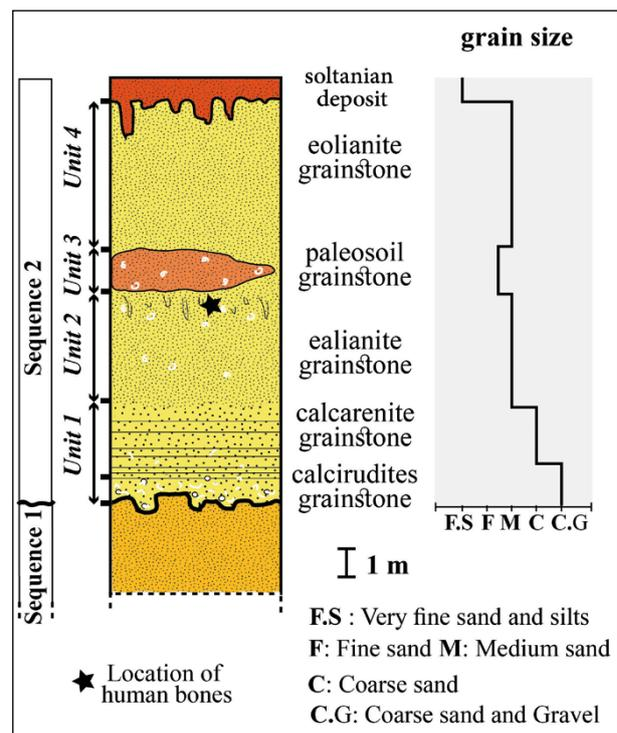 grain size
soltanian
deposit
Unit 4
eolianite
grainstone
Sequence 2
Unit 3
paleosoil
grainstone
Unit 2
ealianite
grainstone
Unit 1
calcarenite
grainstone
calcirudites
grainstone
Sequence 1
F.S F M C C.G
1 m
F.S : Very fine sand and silts
F: Fine sand M: Medium sand
C: Coarse sand
C.G: Coarse sand and Gravel
Location of
human bones